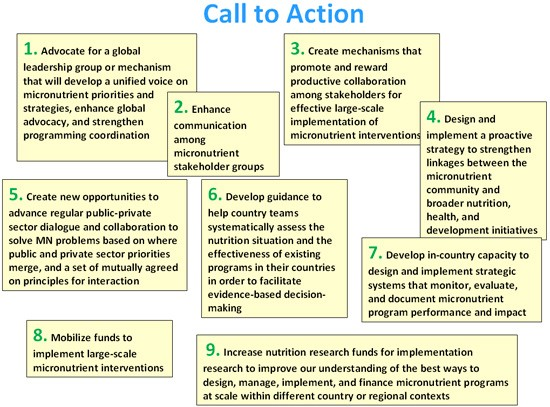 Call to Action
1. Advocate for a global
leadership group or mechanism
that will develop a unified voice on
micronutrient priorities and
strategies, enhance global
advocacy, and strengthen
programming coordination
2. Enhance
communication
among
micronutrient
stakeholder groups
3. Create mechanisms that
promote and reward
productive collaboration
among stakeholders for
effective large-scale
implementation of
micronutrient interventions
4. Design and
implement a proactive
strategy to strengthen
linkages between the
micronutrient
community and
broader nutrition,
health, and
development initiatives
5. Create new opportunities to
advance regular public-private
sector dialogue and collaboration to
solve MN problems based on where
public and private sector priorities
merge, and a set of mutually agreed
on principles for interaction
6. Develop guidance to
help country teams
systematically assess the
nutrition situation and the
effectiveness of existing
programs in their countries
in order to facilitate
evidence-based decision-
making
7. Develop in-country capacity to
design and implement strategic
systems that monitor, evaluate,
and document micronutrient
program performance and impact
8. Mobilize funds to
implement large-scale
micronutrient interventions
9. Increase nutrition research funds for implementation
research to improve our understanding of the best ways to
design, manage, implement, and finance micronutrient programs
at scale within different country or regional contexts